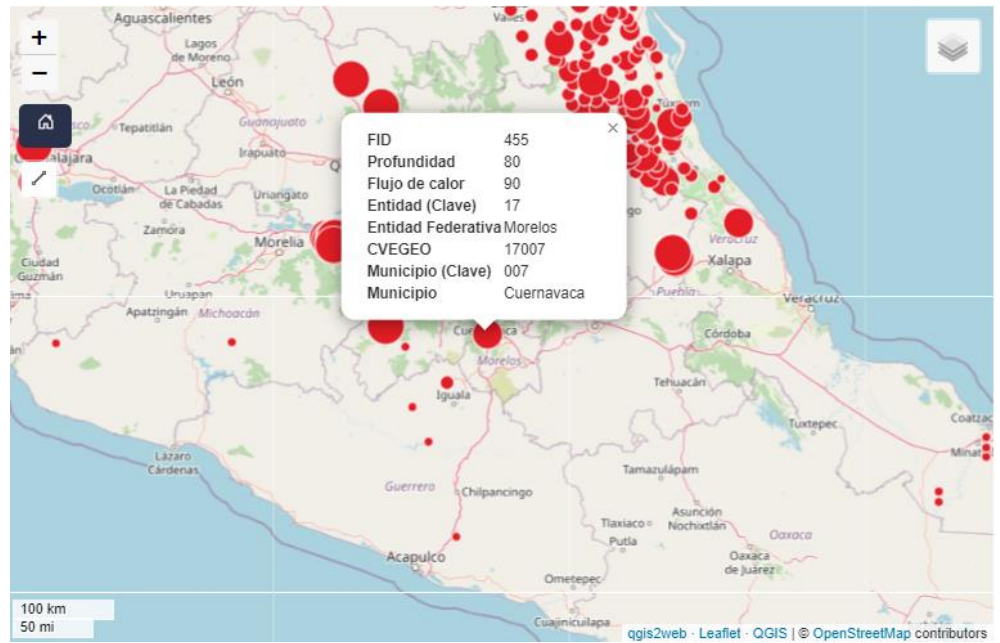 Aguascalientes
Valles
+
Lagos
de Moreno
−
León
Túxpam
Guanajuato
Tepatitlán
Irapuato
Ocotlán
La Piedad
de Cabadas
Uriangato
Zamora
Morelia
Ciudad
Guzmán
Uruapan
Apatzingán
Michoacán
×
FID 455
Profundidad 80
Flujo de calor 90
Entidad (Clave) 17
Entidad Federativa Morelos
CVEGEO 17007
Municipio (Clave) 007
Municipio Cuernavaca
Veracruz
Xalapa
Puebla
Veracruz
Córdoba
Morelos
Tehuacán
Iguala
Tuxtepec
Lázaro
Cárdenas
Tamazulápam
Guerrero
Chilpancingo
Asunción
Nochixtlán
Tlaxiaco
Putla
Oaxaca
Oaxaca
de Juárez
Acapulco
Ometepec
100 km
50 mi
Cuajinicuilapa
qgis2web · Leaflet · QGIS | © OpenStreetMap contributors